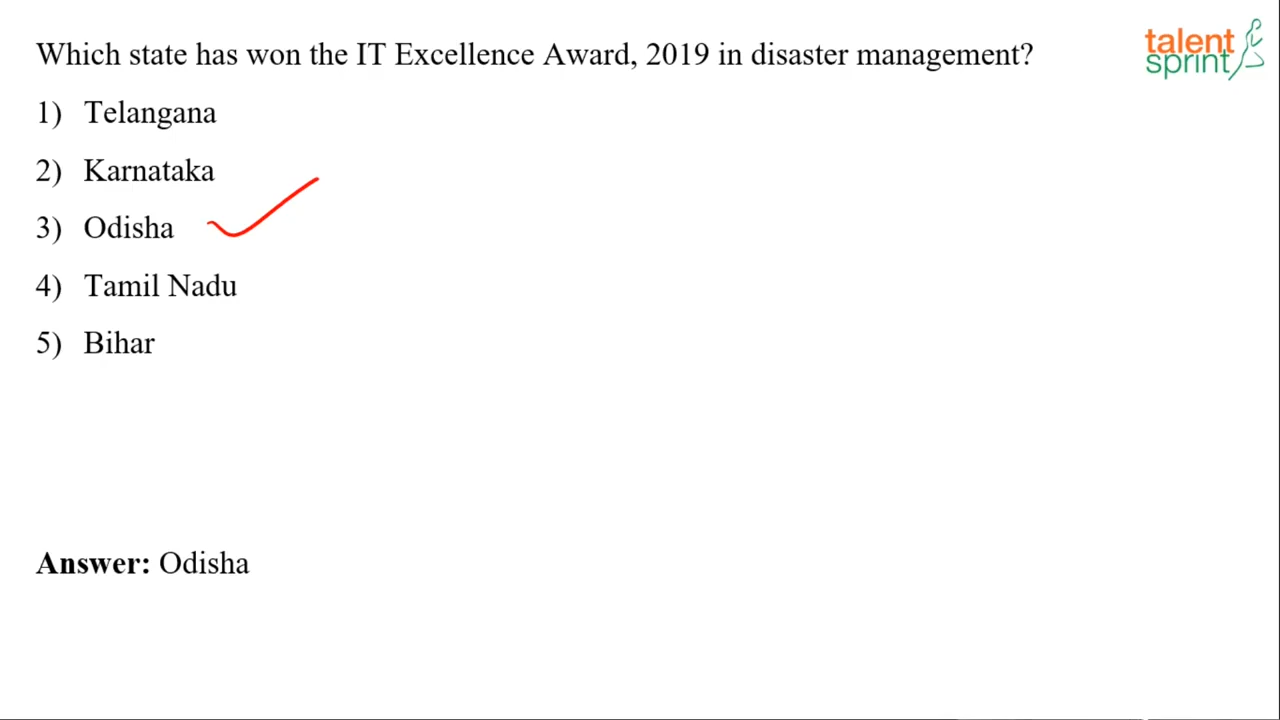 Which state has won the IT Excellence Award, 2019 in disaster management?
talent
sprint
1) Telangana
2) Karnataka
3) Odisha
4) Tamil Nadu
5) Bihar
Answer: Odisha